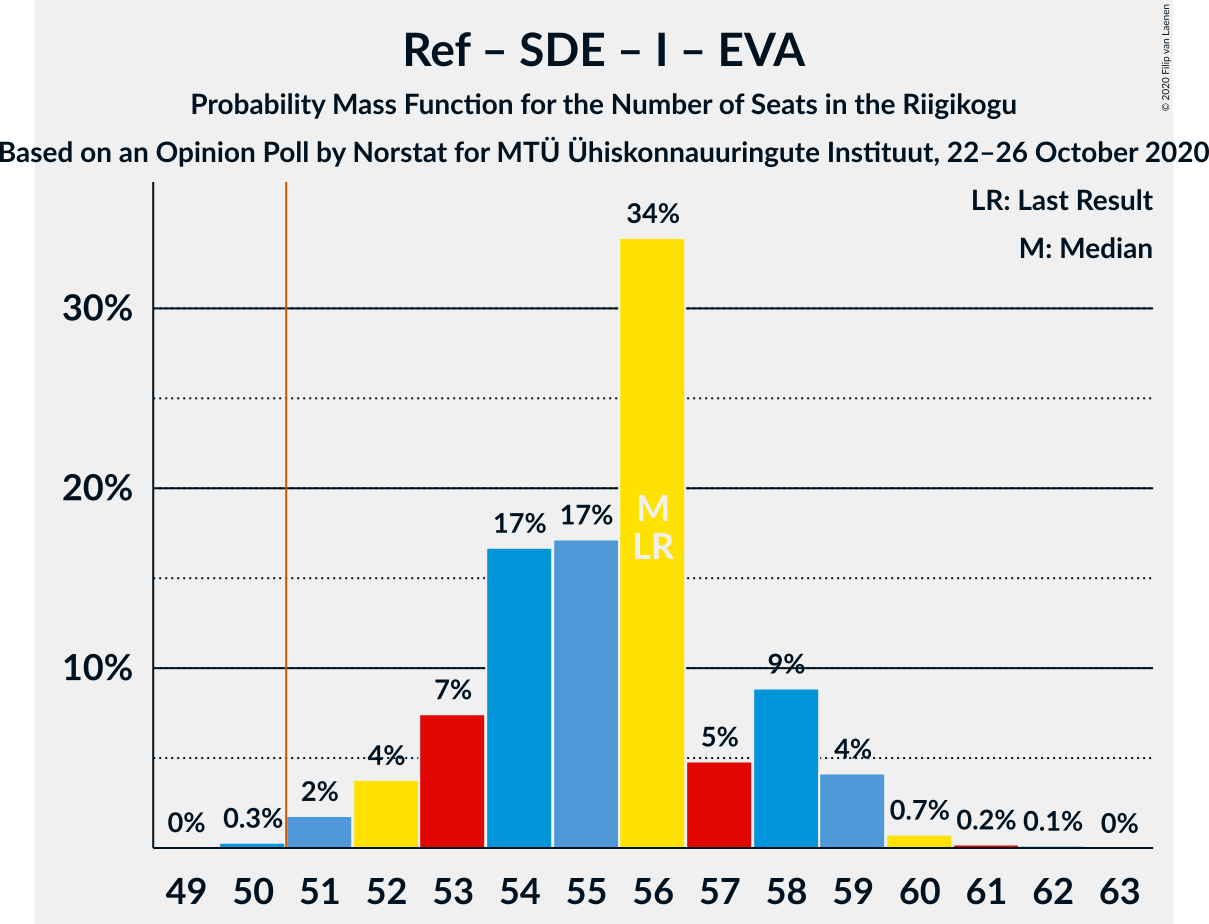 Ref – SDE – I – EVA
Probability Mass Function for the Number of Seats in the Riigikogu
Based on an Opinion Poll by Norstat for MTÜ Ühiskonnauuringute Instituut, 22–26 October 2020
© 2020 Filip van Laenen
LR: Last Result
M: Median
30%
20%
10%
0%
0.3%
2%
4%
7%
17%
17%
34%
M
LR
5%
9%
4%
0.7%
0.2%
0.1%
0%
49 50 51 52 53 54 55 56 57 58 59 60 61 62 63